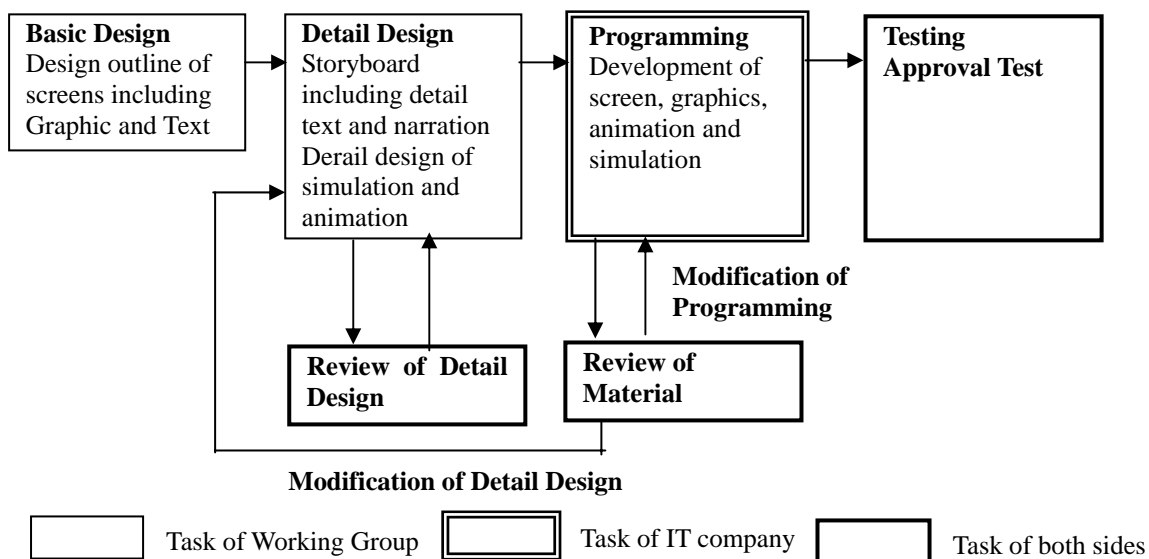 Basic Design
Design outline of
screens including
Graphic and Text
Detail Design
Storyboard
including detail
text and narration
Derail design of
simulation and
animation
Programming
Development of
screen, graphics,
animation and
simulation
Testing
Approval Test
Modification of
Programming
Review of Detail
Design
Review of
Material
Modification of Detail Design
Task of Working Group
Task of IT company
Task of both sides